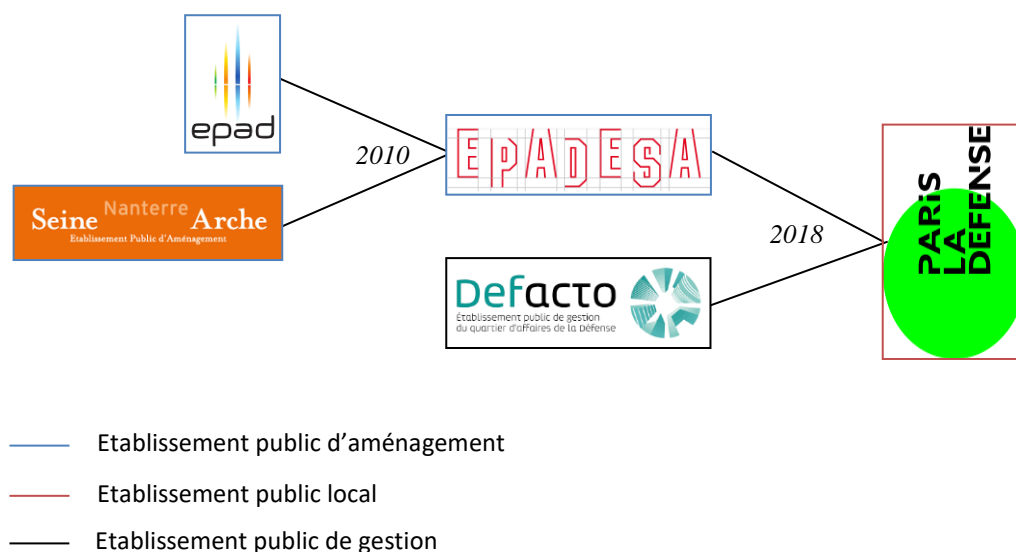 epad
Seine Nanterre Arche
Etablissement Public d'Aménagement
2010
EPADESA
Defacto
Établissement public de gestion
du quartier d'affaires de la Défense
2018
PARiS
LA
DEFENSE
Etablissement public d’aménagement
Etablissement public local
Etablissement public de gestion